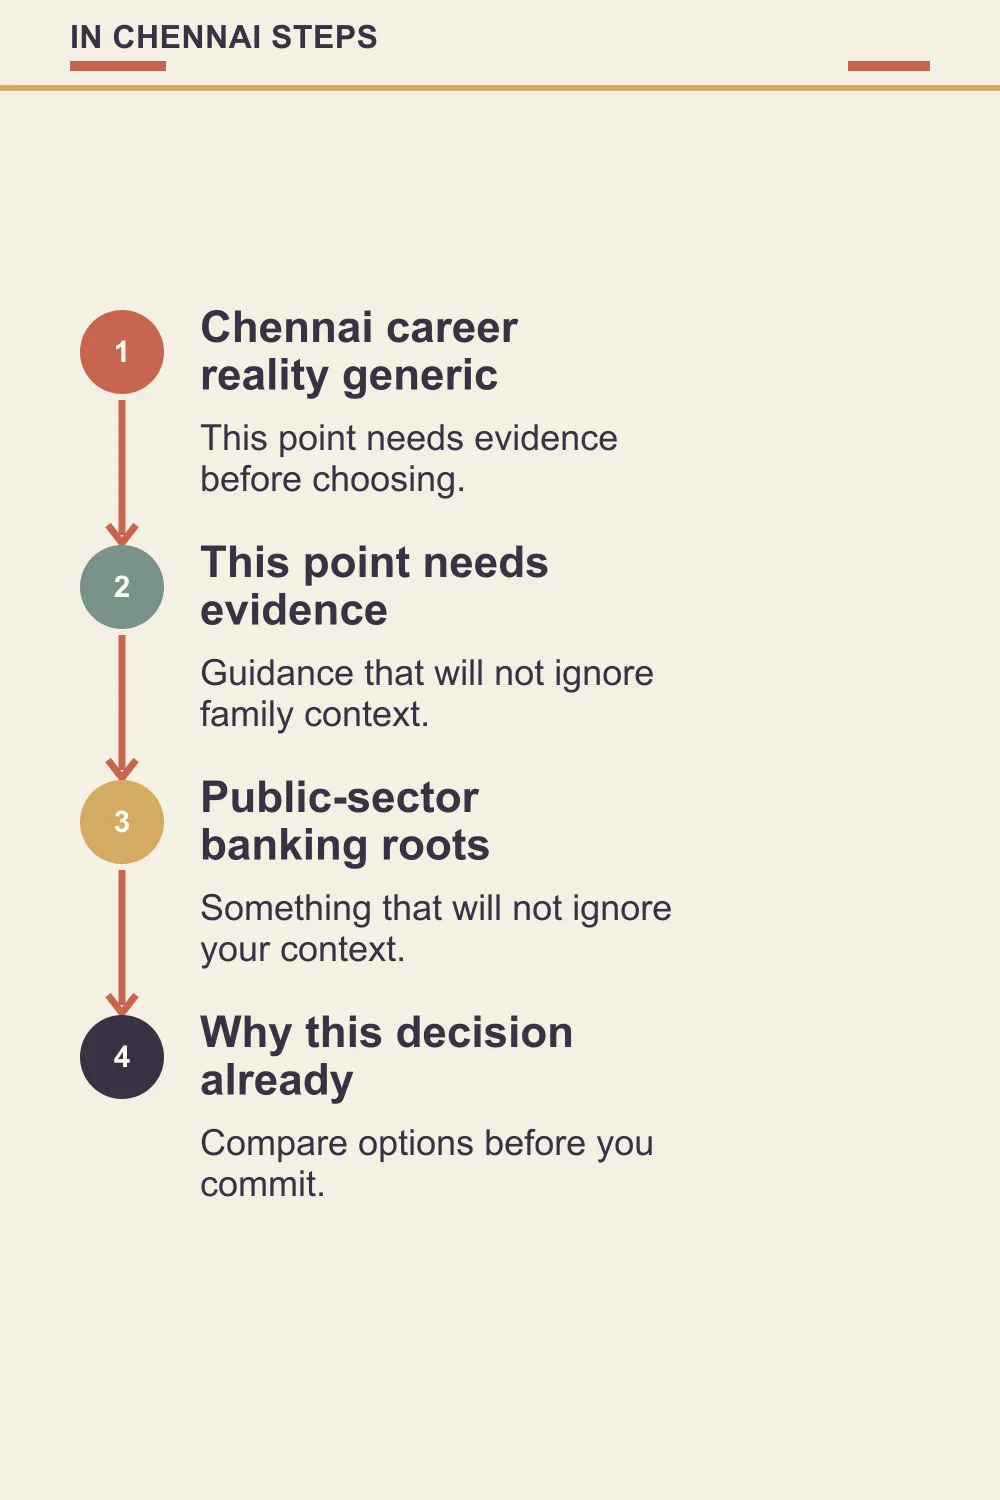 IN CHENNAI STEPS
1
Chennai career
reality generic
This point needs evidence
before choosing.
2
This point needs
evidence
Guidance that will not ignore
family context.
3
Public-sector
banking roots
Something that will not ignore
your context.
4
Why this decision
already
Compare options before you
commit.